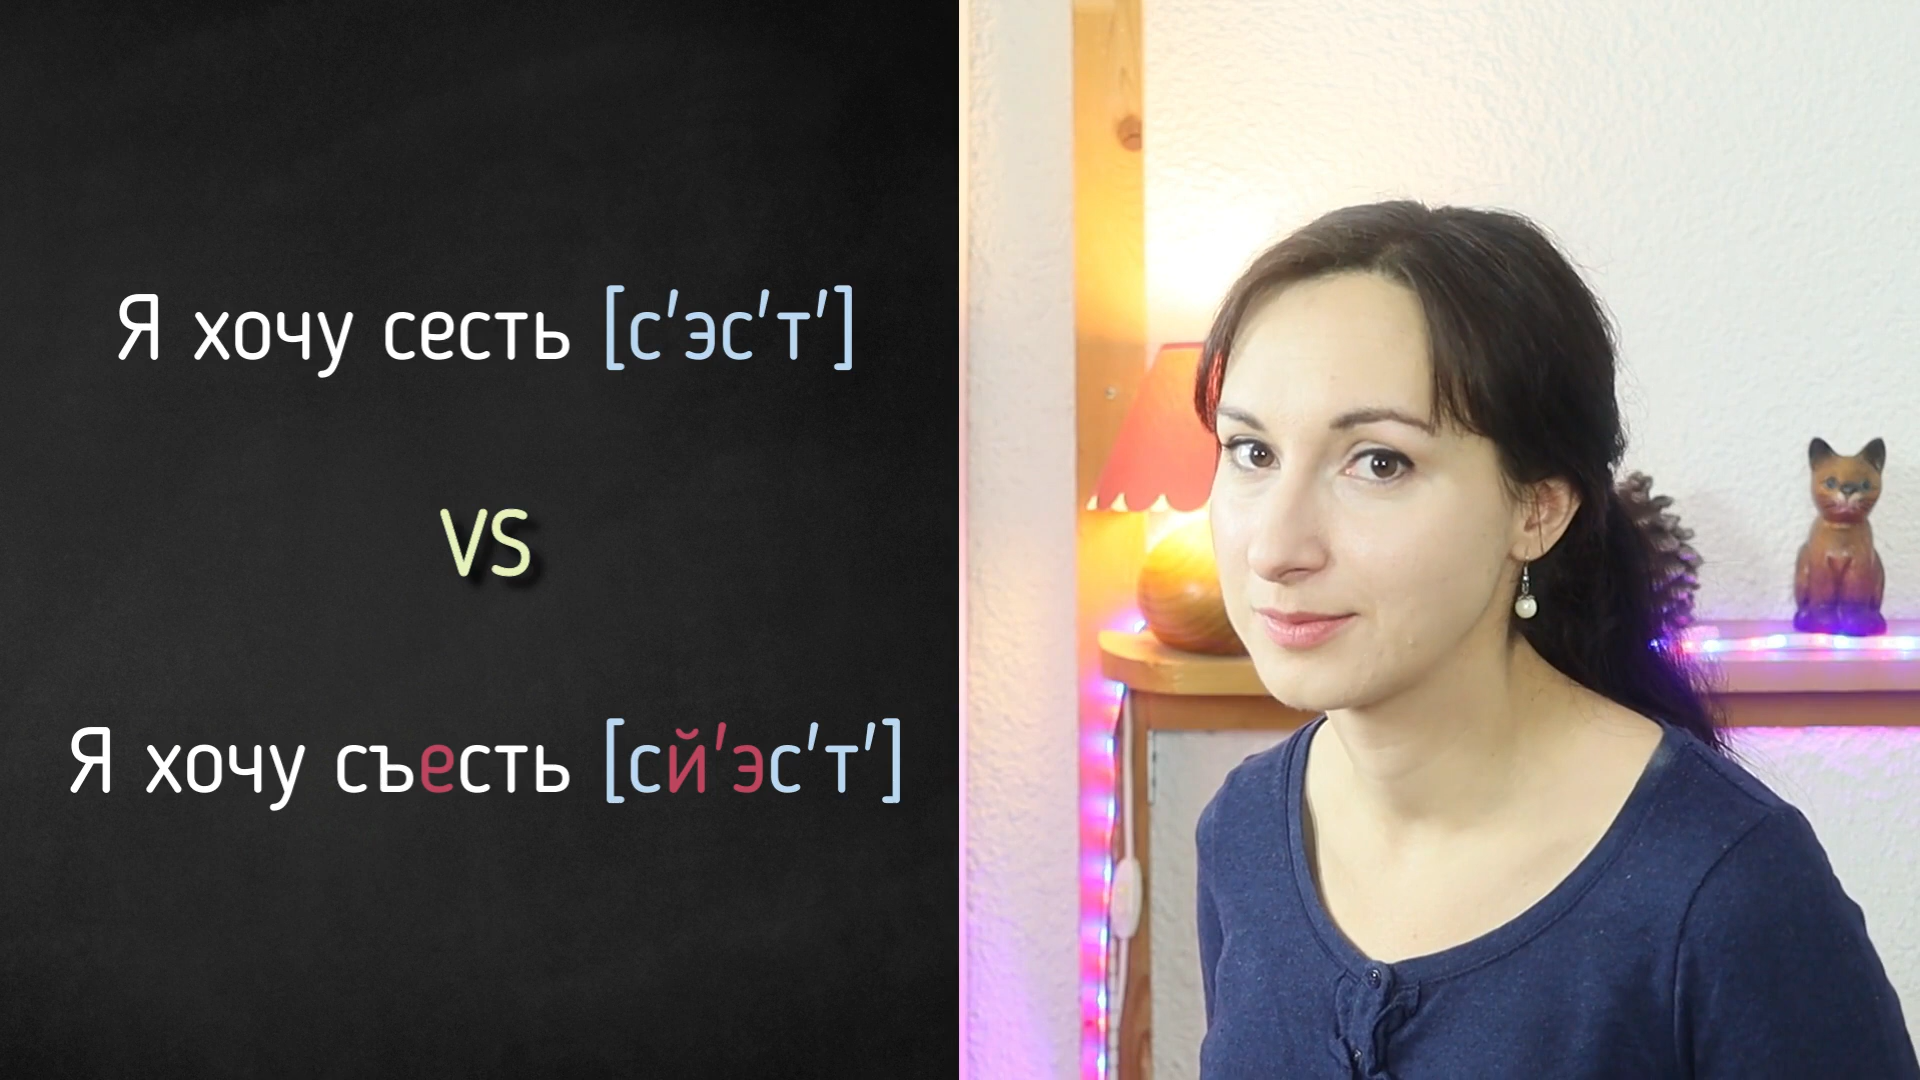 Я хочу сесть [с'эс'т']
VS
Я хочу съесть [сй'эс'т']